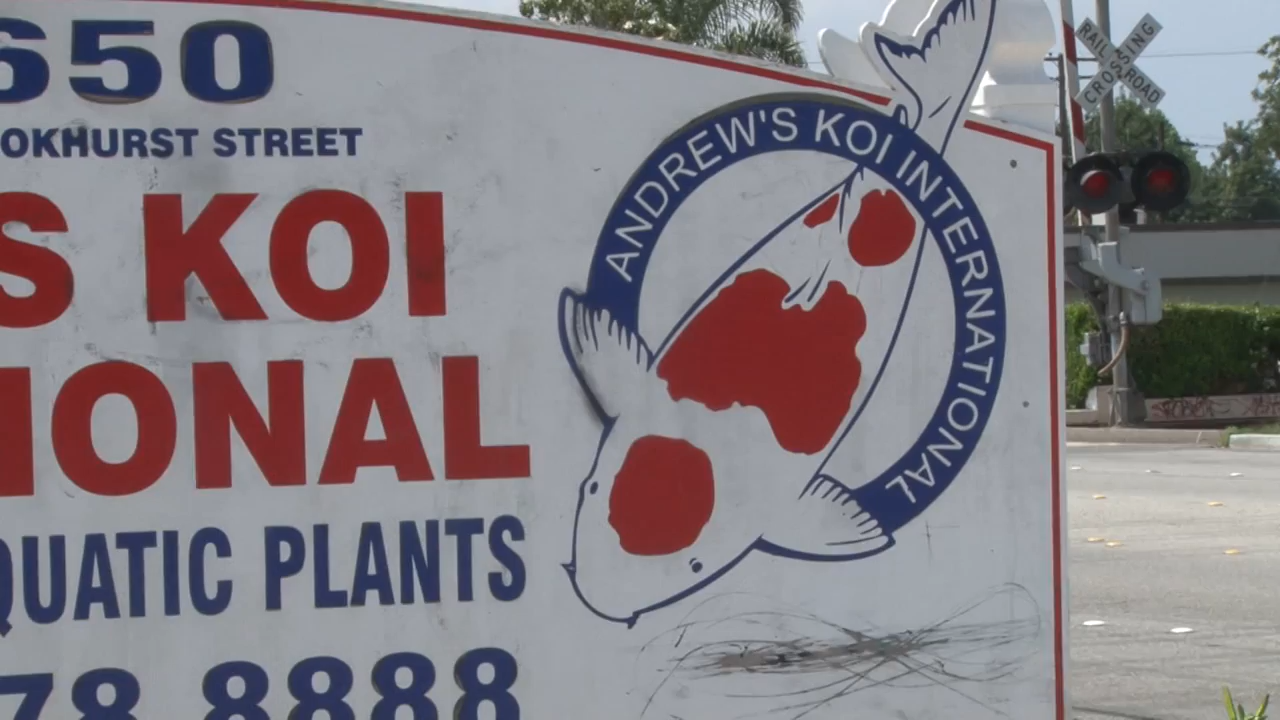 650
OKHURST STREET
S KOI
IONAL
QUATIC PLANTS
78 8888
ANDREW'S KOI INTERNATIONAL
RAILROAD CROSSING